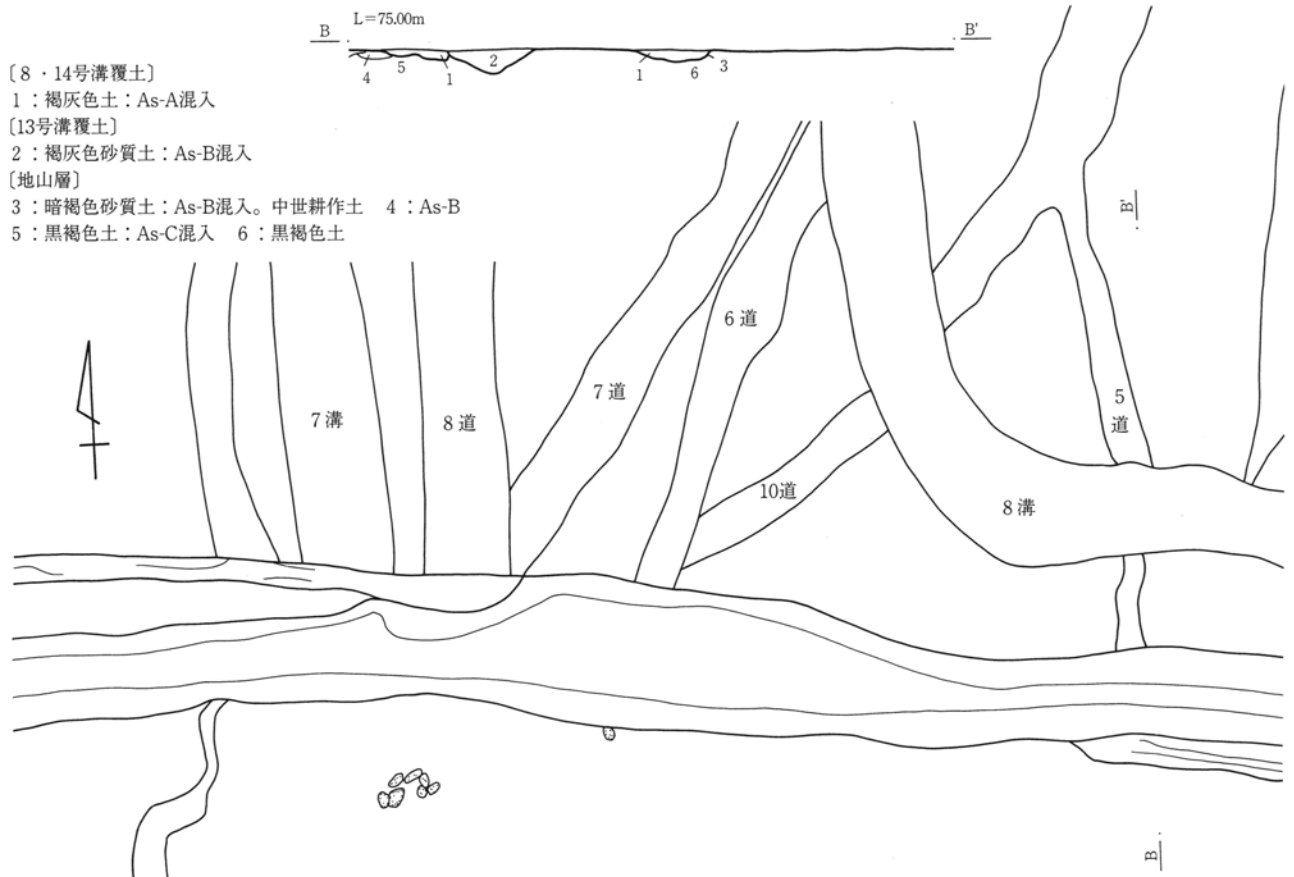 B L=75.00m B'
4 5 1 2 1 6 3
〔8・14号溝覆土〕
1：褐灰色土：As-A混入
〔13号溝覆土〕
2：褐灰色砂質土：As-B混入
〔地山層〕
3：暗褐色砂質土：As-B混入。中世耕作土　4：As-B
5：黒褐色土：As-C混入　6：黒褐色土
B'
6道
7道
5道
7溝
8道
10道
8溝
B